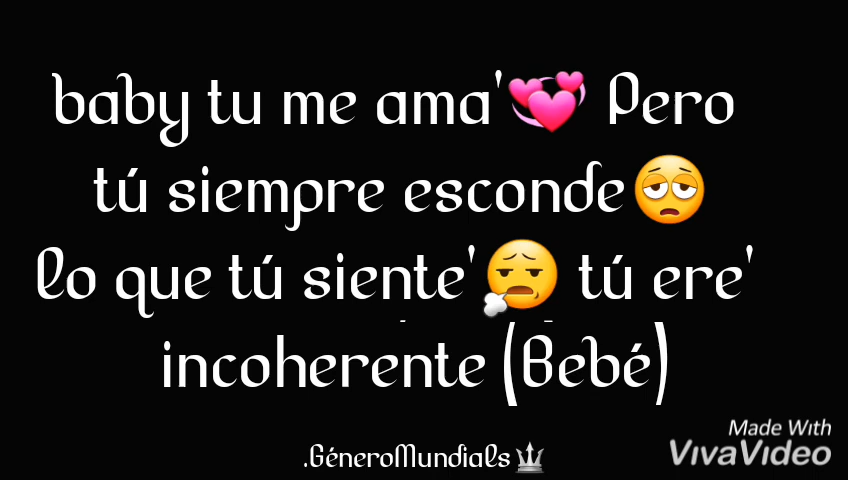 baby tu me ama'💞 Pero
tú siempre esconde😩
lo que tú siente'😮‍💨 tú ere'
incoherente (Bebé)
.GéneroMundials🔱
Made With
VivaVideo